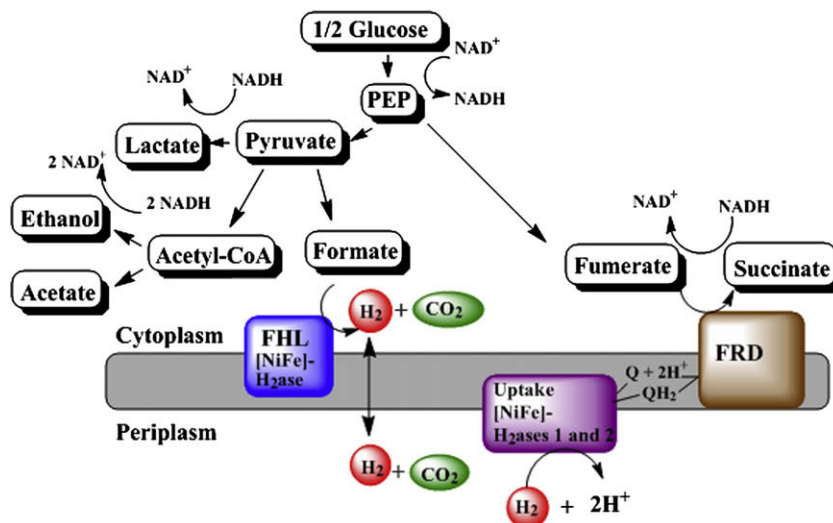 1/2 Glucose
NAD⁺
NADH
PEP
NAD⁺
NADH
Lactate
Pyruvate
2 NAD⁺
2 NADH
Ethanol
Acetyl-CoA
Formate
Acetate
NAD⁺
NADH
Fumerate
Succinate
Cytoplasm
FHL
[NiFe]-
H₂ase
H₂ + CO₂
FRD
Q + 2H⁺
QH₂
Uptake
[NiFe]-
H₂ases 1 and 2
Periplasm
H₂ + CO₂
H₂ + 2H⁺